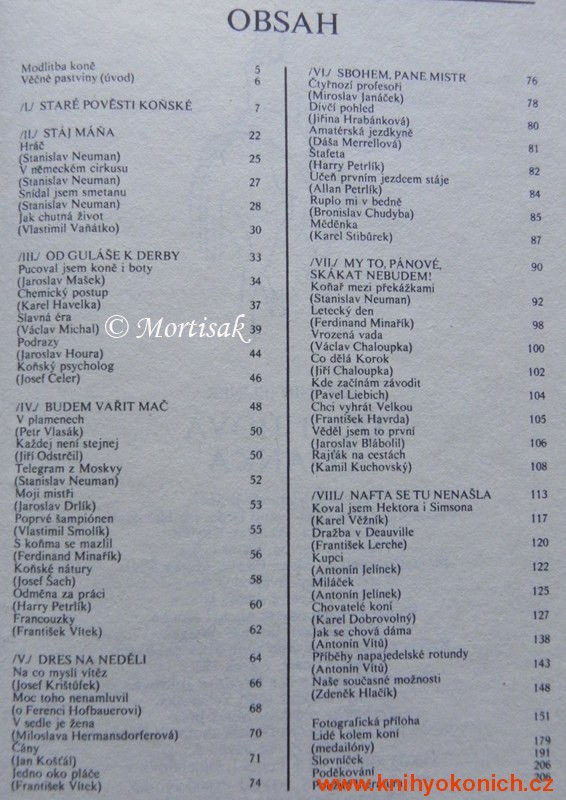 OBSAH
Modlitba koně 5
Věčné pastviny (úvod) 6
/I./ STARÉ POVĚSTI KOŇSKÉ 7
/II./ STÁJ MÁŇA 22
Hráč
(Stanislav Neuman) 25
V německém cirkusu
(Stanislav Neuman) 27
Snídal jsem smetanu
(Stanislav Neuman) 28
Jak chutná život
(Vlastimil Vaňátko) 30
/III./ OD GULÁŠE K DERBY 33
Pucoval jsem koně i boty
(Jaroslav Mašek) 34
Chemický postup
(Karel Havelka) 37
Slavná éra
(Václav Michal) 39
Podrazy
(Jaroslav Houra) 44
Koňský psycholog
(Josef Čeler) 46
/IV./ BUDEM VAŘIT MAČ 48
V plamenech
(Petr Vlasák) 50
Každej není stejnej
(Jiří Odstrčil) 50
Telegram z Moskvy
(Stanislav Neuman) 52
Moji mistři
(Jaroslav Drlík) 53
Poprvé šampiónen
(Vlastimil Smolík) 55
S koňma se mazlil
(Ferdinand Minařík) 56
Koňské nátury
(Josef Šach) 58
Odměna za práci
(Harry Petrlík) 60
Francouzky
(František Vítek) 62
/V./ DRES NA NEDĚLI 64
Na co myslí vítěz
(Josef Krištůfek) 66
Moc toho nenamluvil
(o Ferenci Hofbauerovi) 68
V sedle je žena
(Miloslava Hermansdorferová) 70
Čány
(Jan Košťál) 71
Jedno oko pláče
(František Vítek) 74
/VI./ SBOHEM, PANE MISTR 76
Čtyřnozí profesoři
(Miroslav Janáček) 78
Dívčí pohled
(Jiřina Hrabánková) 80
Amatérská jezdkyně
(Dáša Merrellová) 81
Štafeta
(Harry Petrlík) 82
Učeň prvním jezdcem stáje
(Allan Petrlík) 84
Ruplo mi v bedně
(Bronislav Chudyba) 85
Měděnka
(Karel Stibůrek) 87
/VII./ MY TO, PÁNOVÉ,
SKÁKAT NEBUDEM! 90
Koňař mezi překážkami
(Stanislav Neuman) 92
Letecký den
(Ferdinand Minařík) 98
Vrozená vada
(Václav Chaloupka) 100
Co dělá Korok
(Jiří Chaloupka) 102
Kde začínám závodit
(Pavel Liebich) 104
Chci vyhrát Velkou
(František Havrda) 105
Věděl jsem to první
(Jaroslav Bláboļil) 106
Rajťák na cestách
(Kamil Kuchovský) 108
/VIII./ NAFTA SE TU NENAŠLA 113
Koval jsem Hektora i Simsona
(Karel Věžník) 117
Dražba v Deauville
(František Lerche) 120
Kupci
(Antonín Jelínek) 122
Miláček
(Antonín Jelínek) 125
Chovatelé koní
(Karel Dobrovolný) 127
Jak se chová dáma
(Antonín Vítů) 138
Příběhy napajedelské rotundy
(Antonín Vítů) 143
Naše současné možnosti
(Zdeněk Hlačík) 148
Fotografická příloha 151
Lidé kolem koní
(medailóny) 179
Slovníček 191
Poděkování 206
© Mortisak
www.knihyokonich.cz